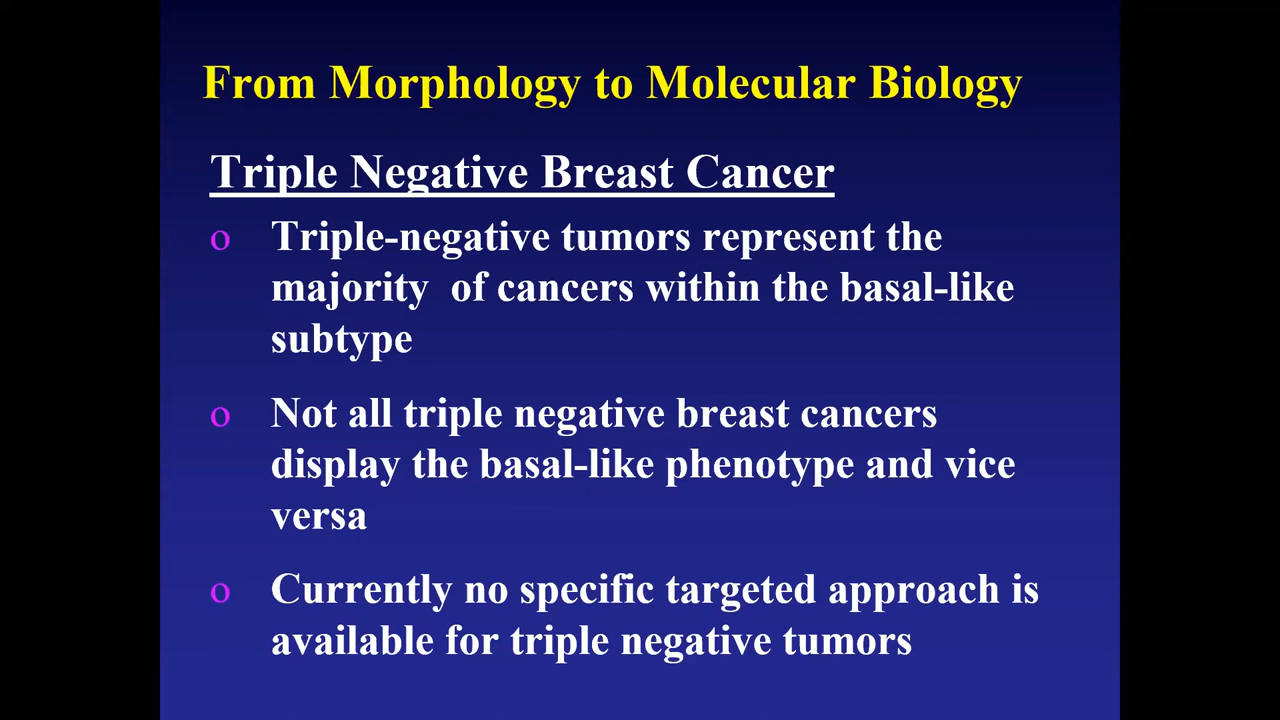 From Morphology to Molecular Biology
Triple Negative Breast Cancer
o Triple-negative tumors represent the
majority of cancers within the basal-like
subtype
o Not all triple negative breast cancers
display the basal-like phenotype and vice
versa
o Currently no specific targeted approach is
available for triple negative tumors